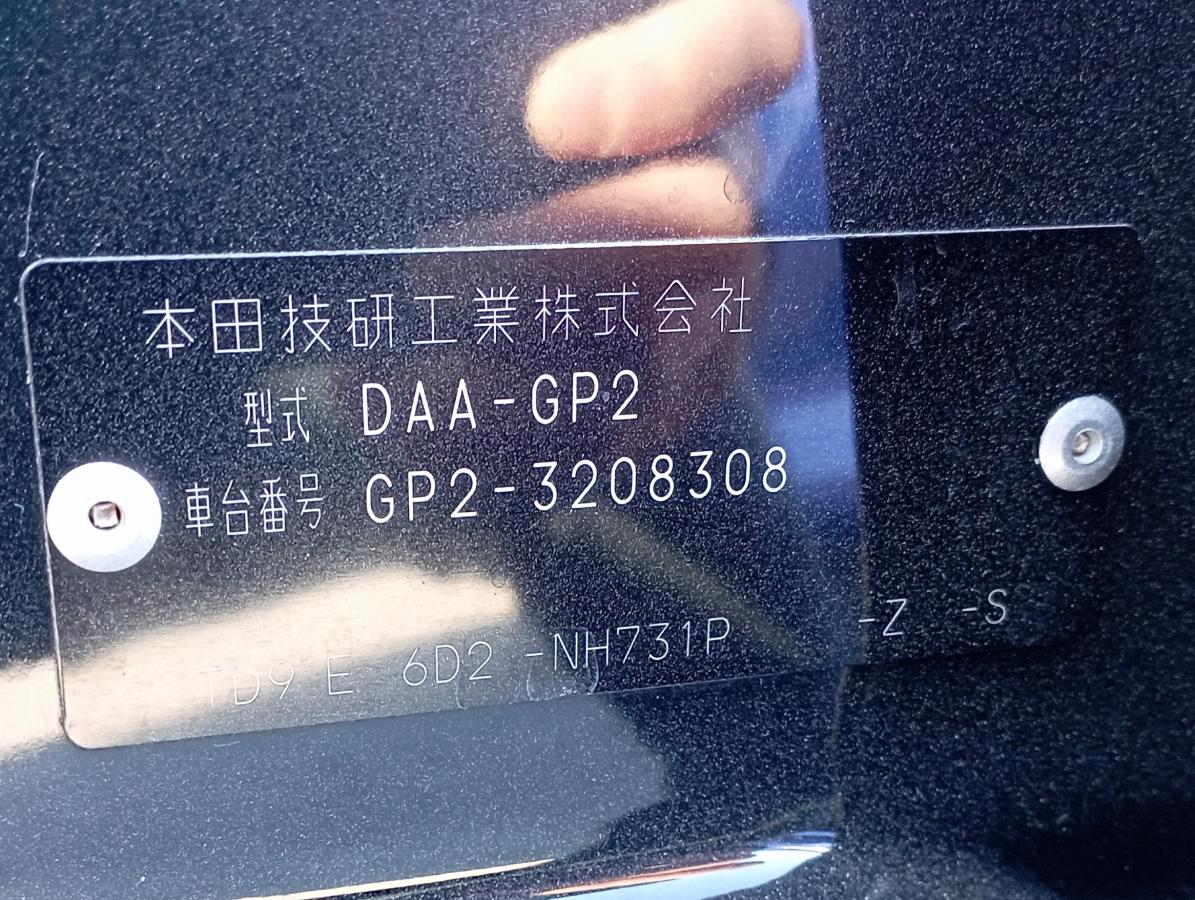 本田技研工業株式会社
型式 DAA-GP2
車台番号 GP2-3208308
TD9 E 6D2 -NH731P -Z -S